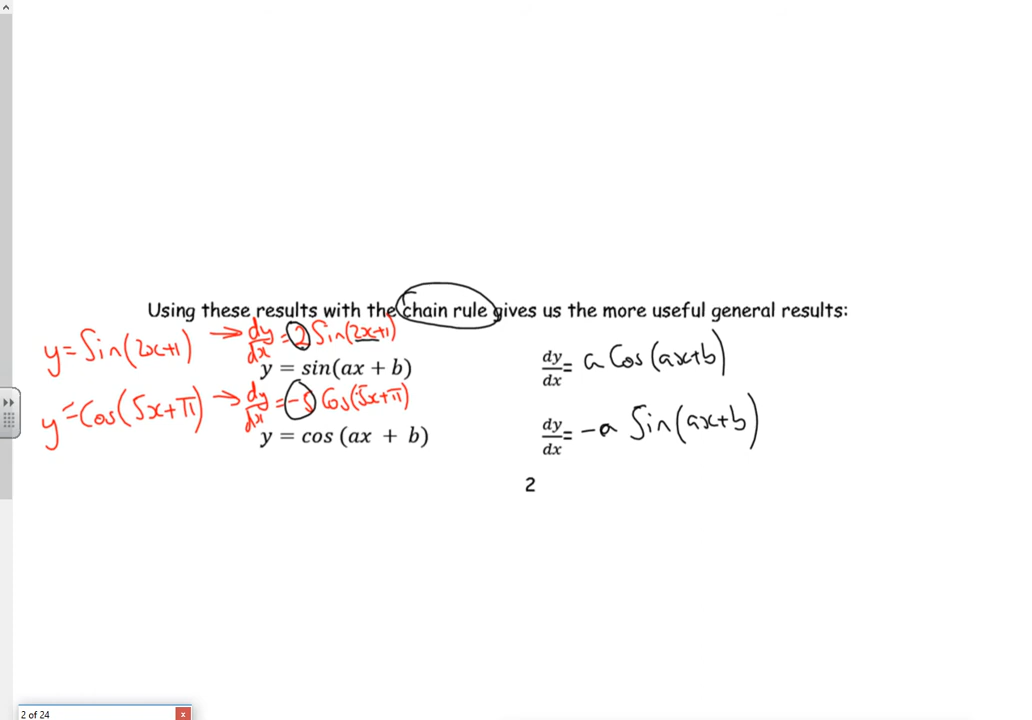 Using these results with the chain rule gives us the more useful general results:
y = Sin(2x+1) → dy/dx = 2 Sin(2x+1)
y = sin(ax + b)
dy/dx = a Cos(ax+b)
y = Cos(5x+π) → dy/dx = -5 Cos(5x+π)
y = cos (ax + b)
dy/dx = -a Sin(ax+b)
2
2 of 24
x